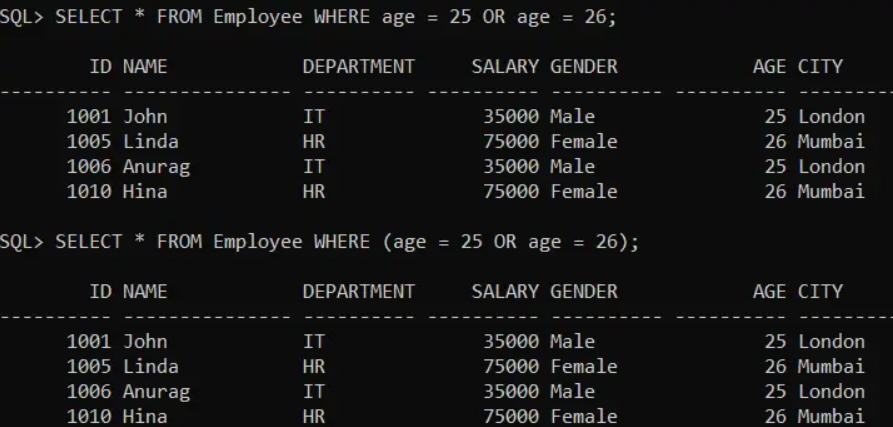 SQL> SELECT * FROM Employee WHERE age = 25 OR age = 26;
ID NAME DEPARTMENT SALARY GENDER AGE CITY
---------- --------------- ---------- ---------- ---------- ---------- ----------
1001 John IT 35000 Male 25 London
1005 Linda HR 75000 Female 26 Mumbai
1006 Anurag IT 35000 Male 25 London
1010 Hina HR 75000 Female 26 Mumbai
SQL> SELECT * FROM Employee WHERE (age = 25 OR age = 26);
ID NAME DEPARTMENT SALARY GENDER AGE CITY
---------- --------------- ---------- ---------- ---------- ---------- ----------
1001 John IT 35000 Male 25 London
1005 Linda HR 75000 Female 26 Mumbai
1006 Anurag IT 35000 Male 25 London
1010 Hina HR 75000 Female 26 Mumbai